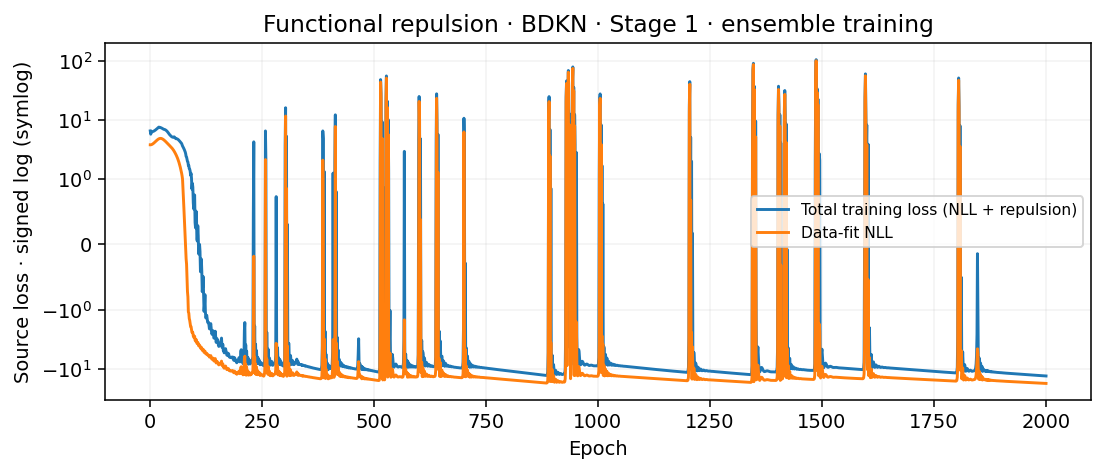 Functional repulsion · BDKN · Stage 1 · ensemble training
Source loss · signed log (symlog)
10²
10¹
10⁰
0
−10⁰
−10¹
Total training loss (NLL + repulsion)
Data-fit NLL
0 250 500 750 1000 1250 1500 1750 2000
Epoch